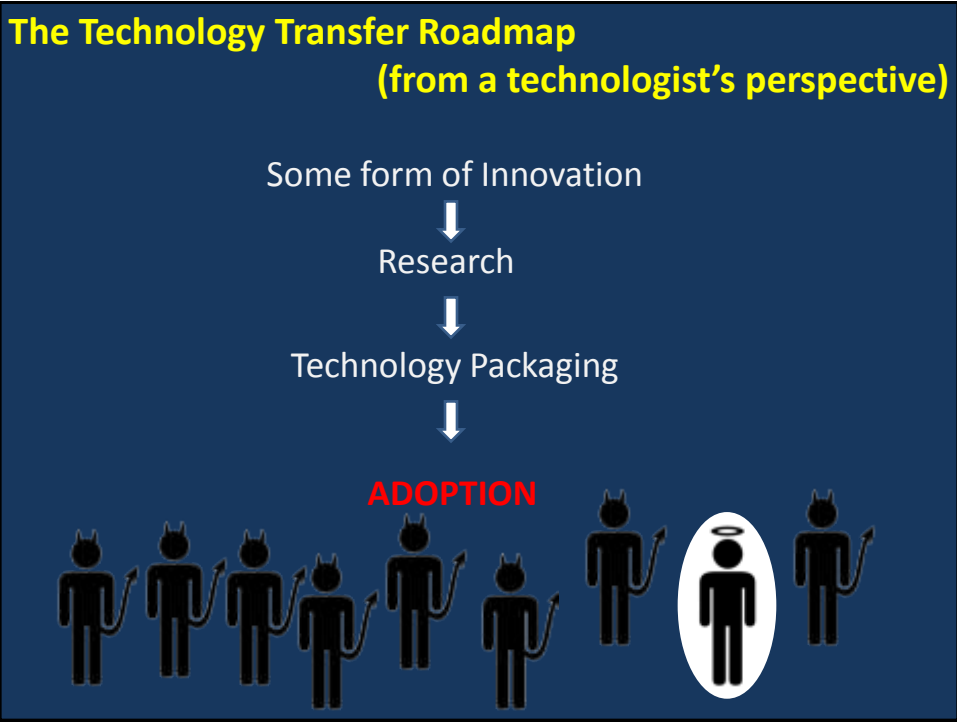 The Technology Transfer Roadmap
(from a technologist’s perspective)
Some form of Innovation
Research
Technology Packaging
ADOPTION